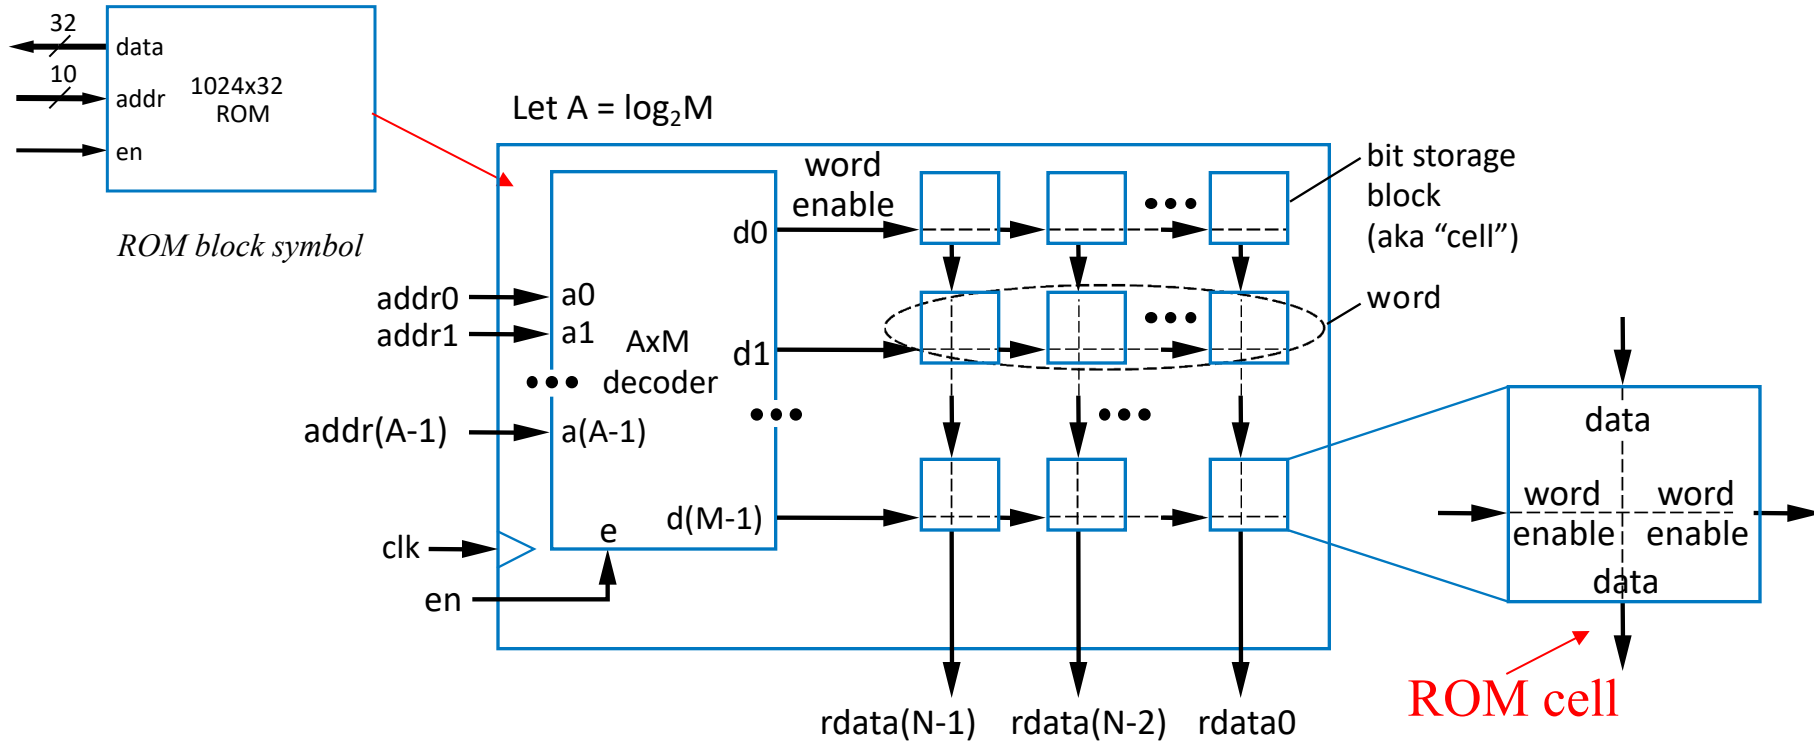 32
data
10
addr
1024x32
ROM
en
ROM block symbol
Let A = log₂M
word
enable
d0
bit storage
block
(aka “cell”)
addr0
a0
addr1
a1
AxM
decoder
d1
word
addr(A-1)
a(A-1)
d(M-1)
e
clk
en
data
word
enable
word
enable
data
rdata(N-1)
rdata(N-2)
rdata0
ROM cell